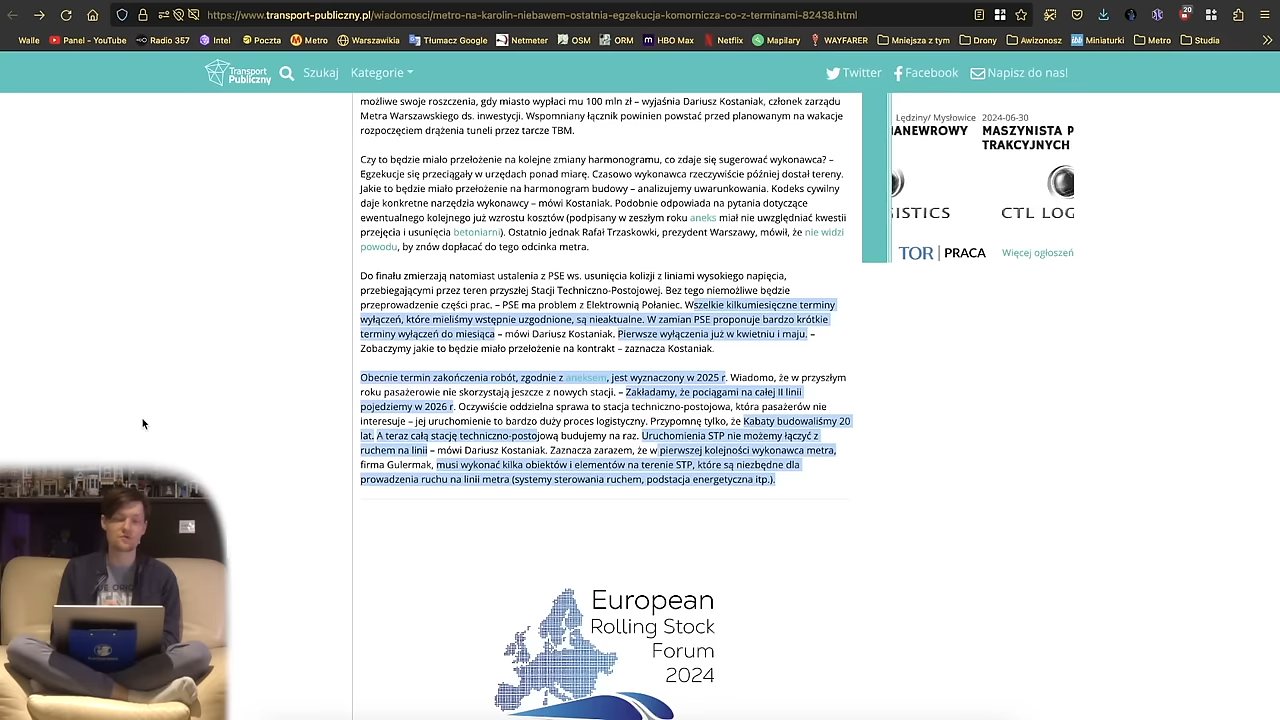 https://www.transport-publiczny.pl/wiadomosci/metro-na-karolin-niebawem-ostatnia-egzekucja-komornicza-co-z-terminami-82438.html
20
Walle Panel - YouTube Radio 357 Intel Poczta Metro Warszawikia Tłumacz Google Netmeter OSM ORM HBO Max Netflix Mapilary WAYFARER Mniejsza z tym Drony Awizonosz Miniaturki Metro Studia
Transport Publiczny Szukaj Kategorie Twitter Facebook Napisz do nas!
możliwe swoje roszczenia, gdy miasto wypłaci mu 100 mln zł – wyjaśnia Dariusz Kostaniak, członek zarządu
Metra Warszawskiego ds. inwestycji. Wspomniany łącznik powinien powstać przed planowanym na wakacje
rozpoczęciem drążenia tuneli przez tarcze TBM.
Czy to będzie miało przełożenie na kolejne zmiany harmonogramu, co zdaje się sugerować wykonawca? –
Egzekucje się przeciągały w urzędach ponad miarę. Czasowo wykonawca rzeczywiście później dostał tereny.
Jakie to będzie miało przełożenie na harmonogram budowy – analizujemy uwarunkowania. Kodeks cywilny
daje konkretne narzędzia wykonawcy – mówi Kostaniak. Podobnie odpowiada na pytania dotyczące
ewentualnego kolejnego już wzrostu kosztów (podpisany w zeszłym roku aneks miał nie uwzględniać kwestii
przejęcia i usunięcia betoniarni). Ostatnio jednak Rafał Trzaskowki, prezydent Warszawy, mówił, że nie widzi
powodu, by znów dopłacać do tego odcinka metra.
Do finału zmierzają natomiast ustalenia z PSE ws. usunięcia kolizji z liniami wysokiego napięcia,
przebiegającymi przez teren przyszłej Stacji Techniczno-Postojowej. Bez tego niemożliwe będzie
przeprowadzenie części prac. – PSE ma problem z Elektrownią Połaniec. Wszelkie kilkumiesięczne terminy
wyłączeń, które mieliśmy wstępnie uzgodnione, są nieaktualne. W zamian PSE proponuje bardzo krótkie
terminy wyłączeń do miesiąca – mówi Dariusz Kostaniak. Pierwsze wyłączenia już w kwietniu i maju. –
Zobaczymy jakie to będzie miało przełożenie na kontrakt – zaznacza Kostaniak.
Obecnie termin zakończenia robót, zgodnie z aneksem, jest wyznaczony w 2025 r. Wiadomo, że w przyszłym
roku pasażerowie nie skorzystają jeszcze z nowych stacji. – Zakładamy, że pociągami na całej II linii
pojedziemy w 2026 r. Oczywiście oddzielna sprawa to stacja techniczno-postojowa, która pasażerów nie
interesuje – jej uruchomienie to bardzo duży proces logistyczny. Przypomnę tylko, że Kabaty budowaliśmy 20
lat. A teraz całą stację techniczno-postojową budujemy na raz. Uruchomienia STP nie możemy łączyć z
ruchem na linii – mówi Dariusz Kostaniak. Zaznacza zarazem, że w pierwszej kolejności wykonawca metra,
firma Gulermak, musi wykonać kilka obiektów i elementów na terenie STP, które są niezbędne dla
prowadzenia ruchu na linii metra (systemy sterowania ruchem, podstacja energetyczna itp.).
Lędziny/ Mysłowice 2024-06-30
MANEWROWY MASZYNISTA P
TRAKCYJNYCH
ISTICS CTL LOG
TOR | PRACA Więcej ogłoszeń
European
Rolling Stock
Forum
2024